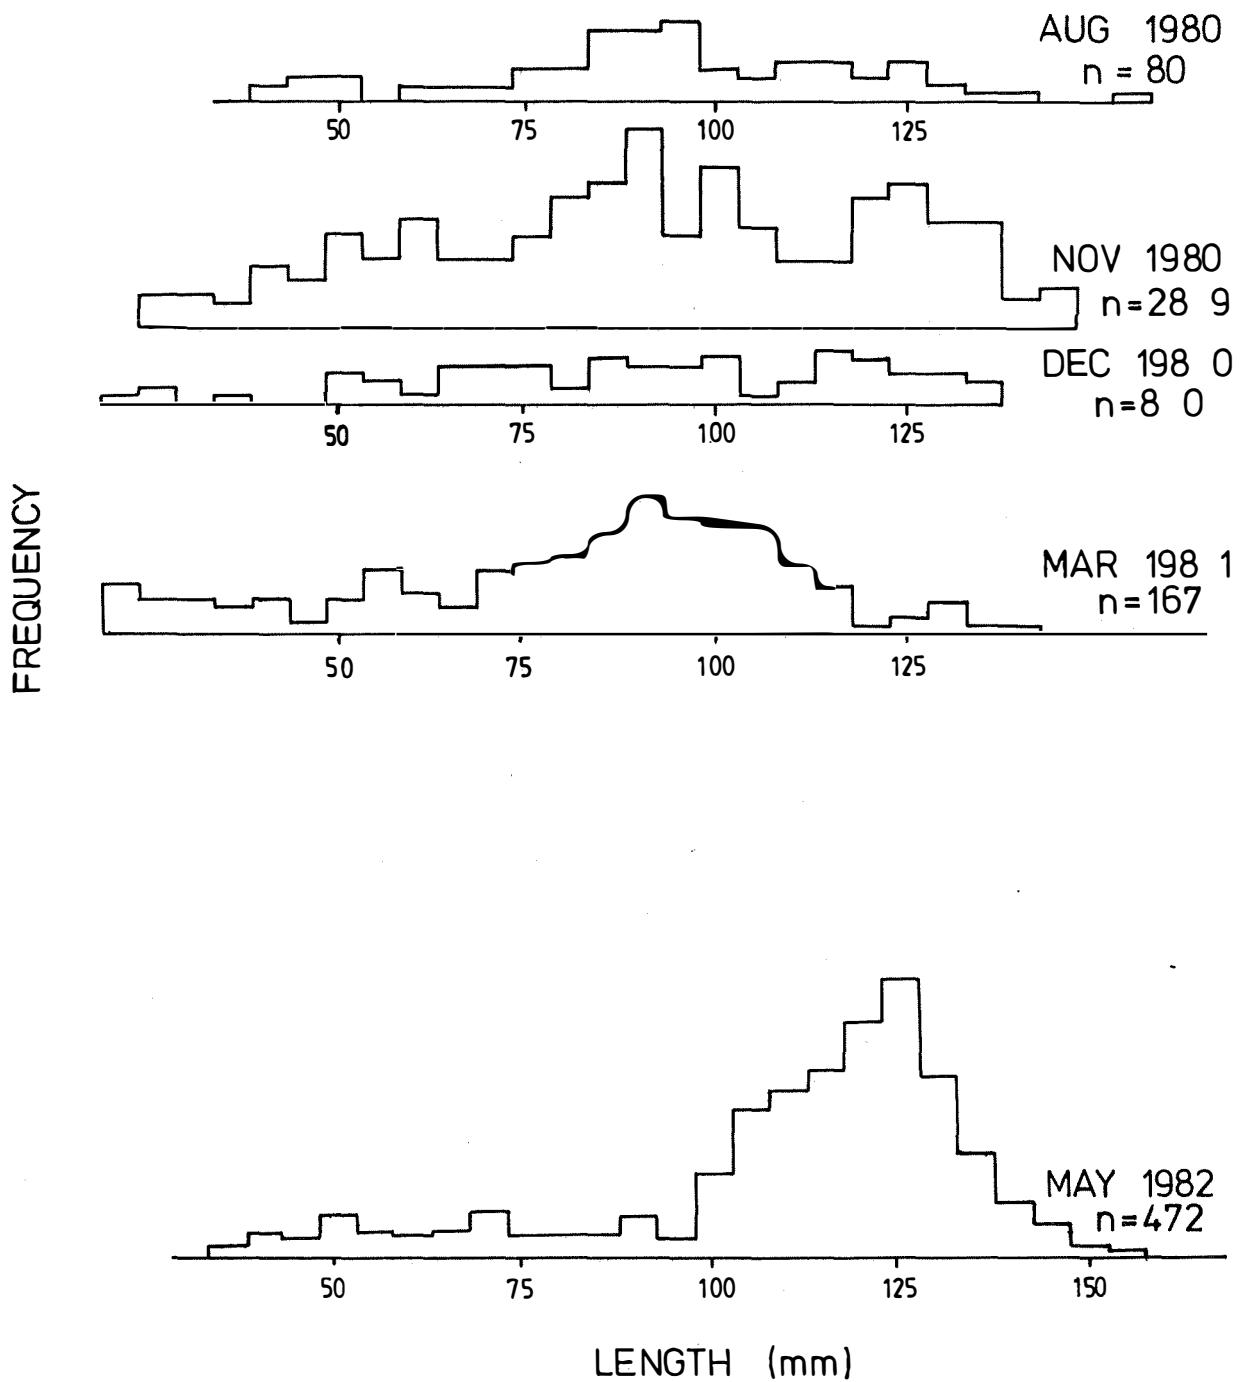 AUG 1980
n = 80
50 75 100 125
NOV 1980
n=28 9
DEC 198 0
n=8 0
50 75 100 125
FREQUENCY
MAR 198 1
n=167
50 75 100 125
MAY 1982
n=472
50 75 100 125 150
LENGTH (mm)